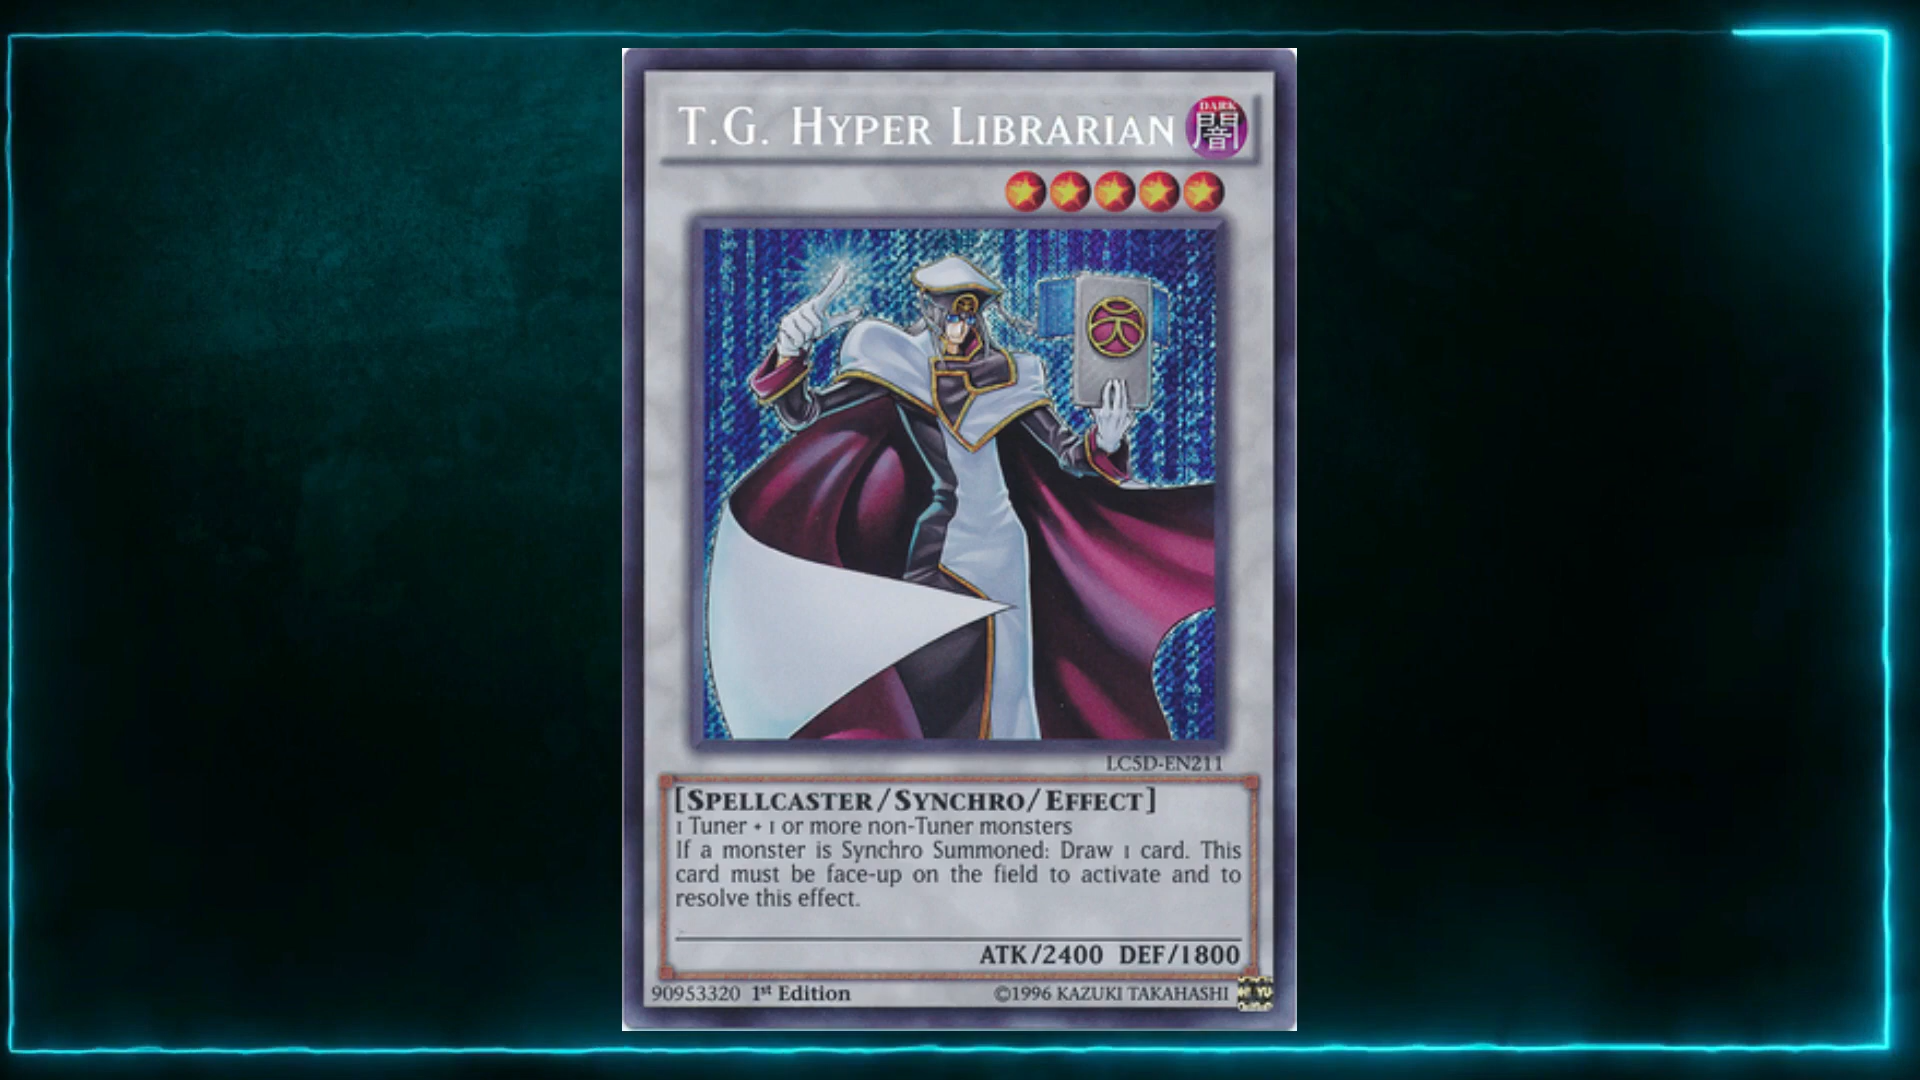 T.G. HYPER LIBRARIAN
DARK
闇
LC5D-EN211
[SPELLCASTER/SYNCHRO/EFFECT]
1 Tuner + 1 or more non-Tuner monsters
If a monster is Synchro Summoned: Draw 1 card. This
card must be face-up on the field to activate and to
resolve this effect.
ATK/2400 DEF/1800
90953320 1st Edition
©1996 KAZUKI TAKAHASHI